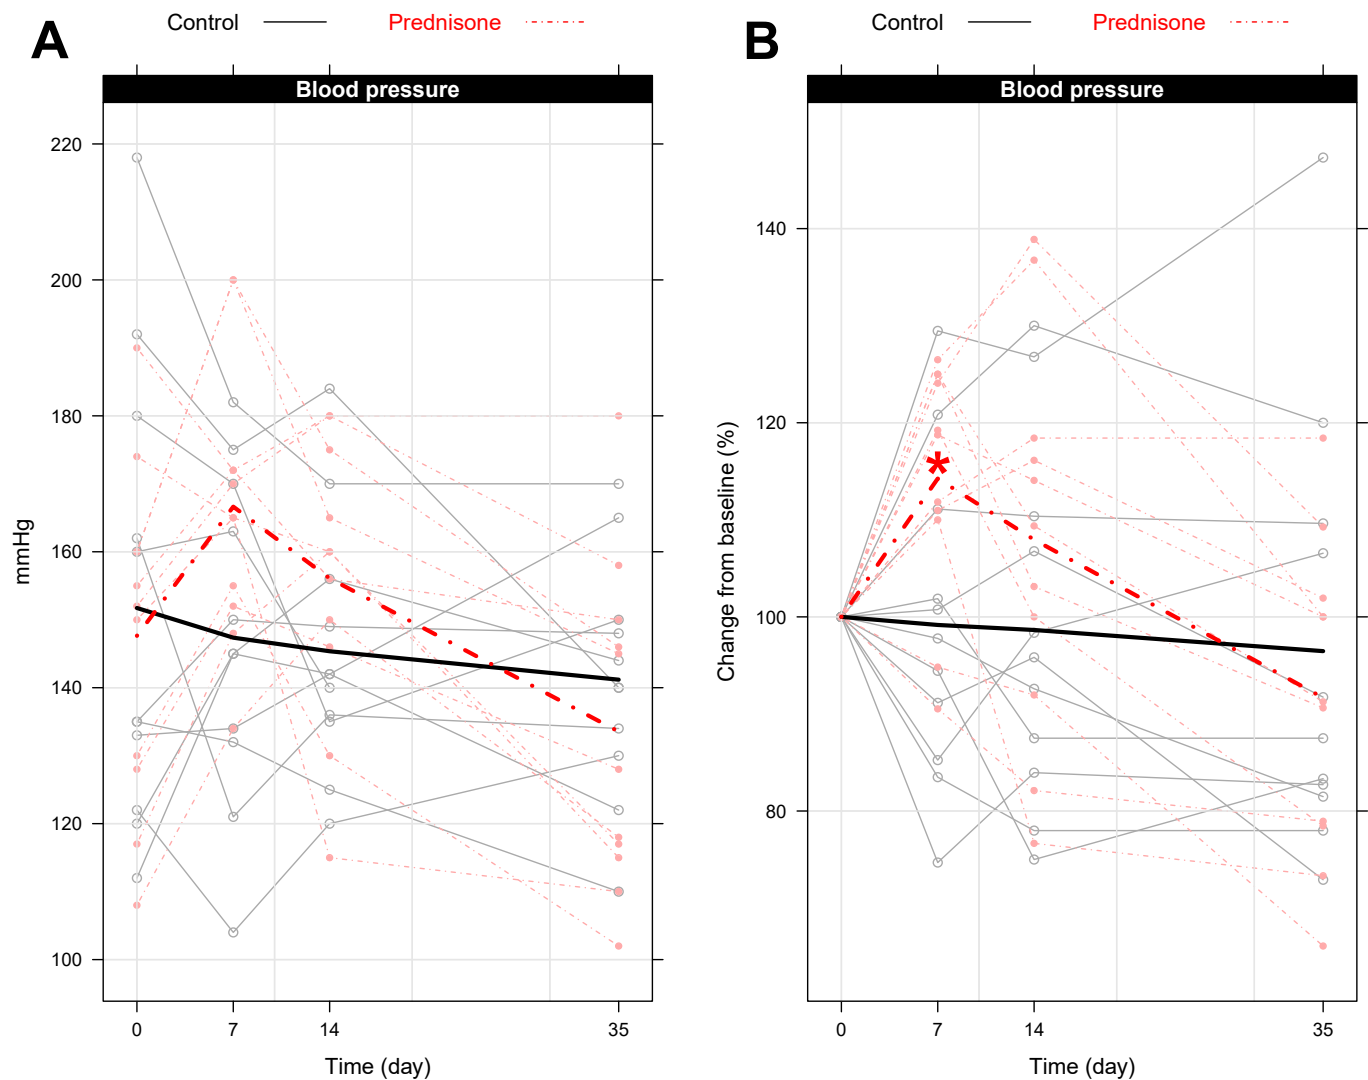 Control Prednisone
A
Blood pressure
220
200
180
160
140
120
100
mmHg
0 7 14 35
Time (day)
Control Prednisone
B
Blood pressure
140
120
100
80
Change from baseline (%)
*
0 7 14 35
Time (day)